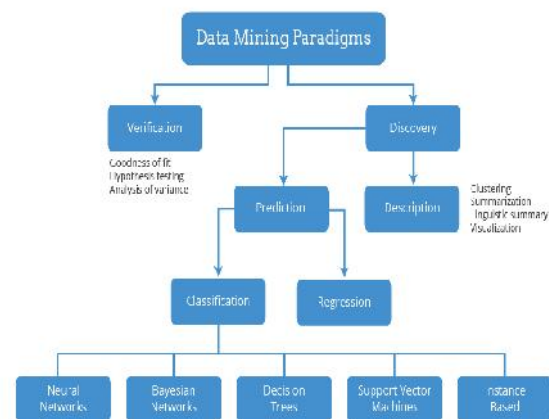 Data Mining Paradigms
Verification
Discovery
Goodness of fit
Hypothesis testing
Analysis of variance
Prediction
Description
Clustering
Summarization
Linguistic summary
Visualization
Classification
Regression
Neural
Networks
Bayesian
Networks
Decision
Trees
Support Vector
Machines
Instance
Based